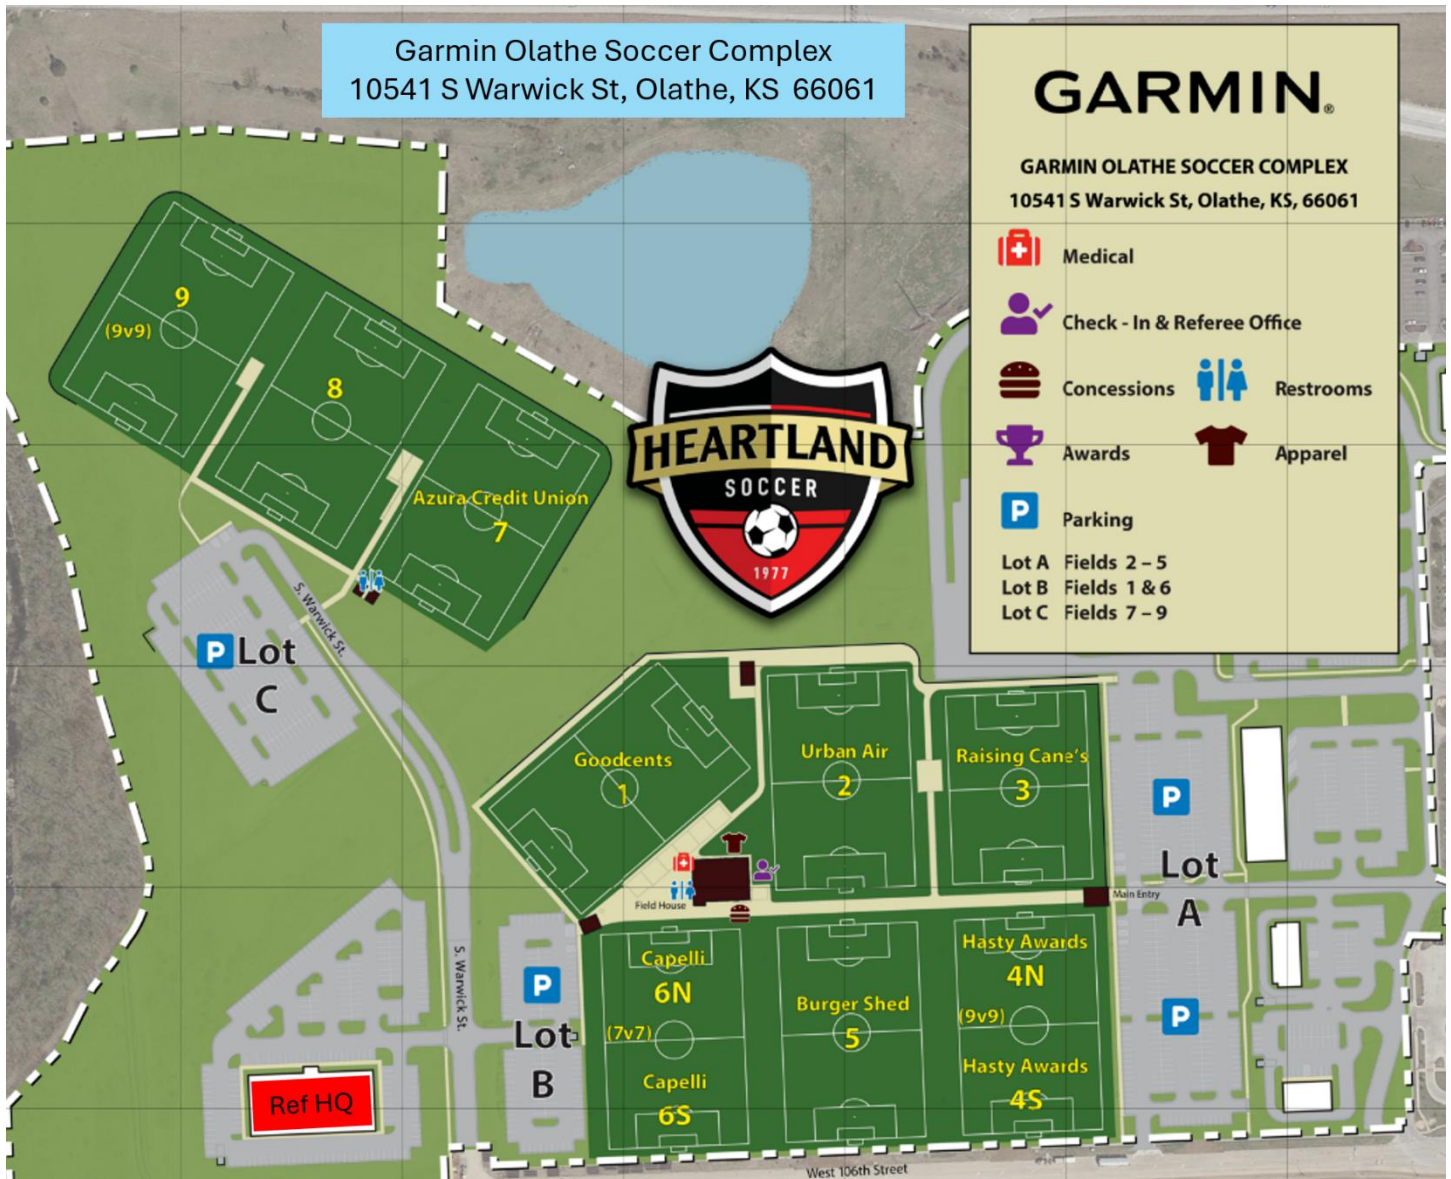 Garmin Olathe Soccer Complex
10541 S Warwick St, Olathe, KS 66061
GARMIN®
GARMIN OLATHE SOCCER COMPLEX
10541 S Warwick St, Olathe, KS, 66061
Medical
Check - In & Referee Office
Concessions
Restrooms
Awards
Apparel
P
Parking
Lot A Fields 2 – 5
Lot B Fields 1 & 6
Lot C Fields 7 – 9
9
(9v9)
8
Azura Credit Union
7
HEARTLAND
SOCCER
1977
S. Warwick St.
P
Lot
C
Goodcents
1
Urban Air
2
Raising Cane's
3
P
Lot
A
Main Entry
Field House
P
Lot
B
S. Warwick St.
Capelli
6N
(7v7)
Capelli
6S
Burger Shed
5
Hasty Awards
4N
(9v9)
Hasty Awards
4S
P
Ref HQ
West 106th Street